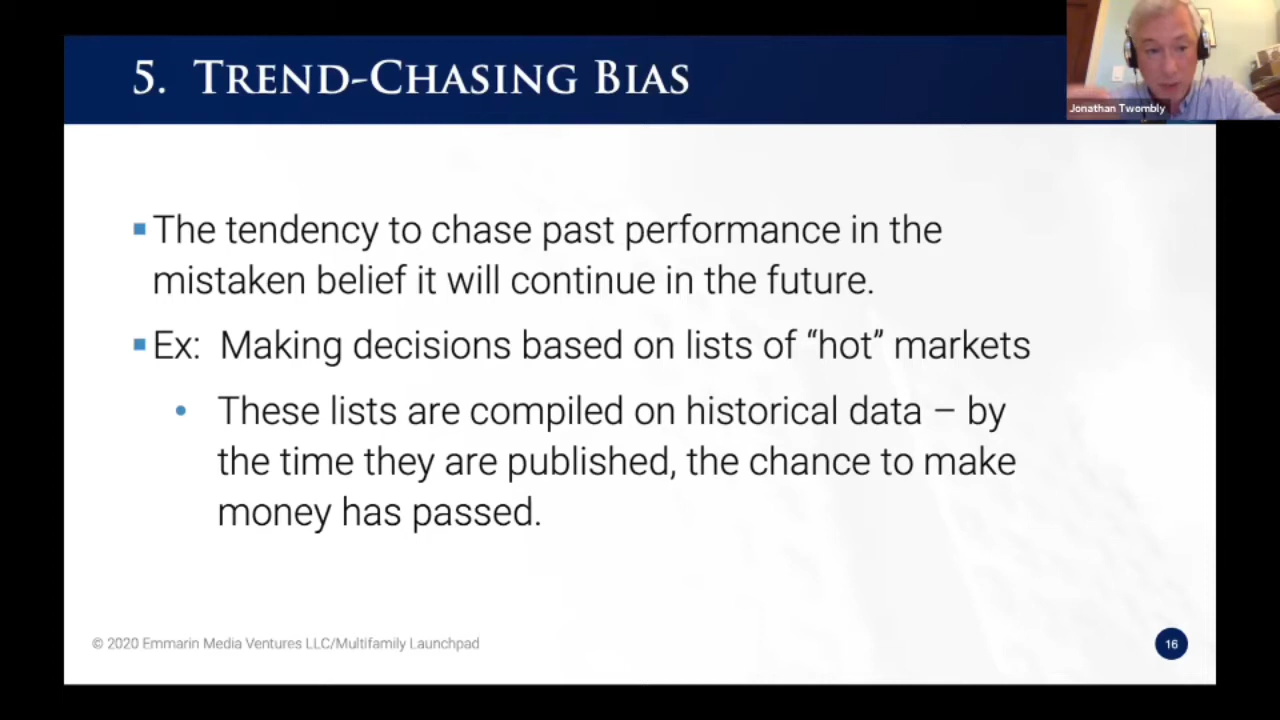 5. Trend-Chasing Bias
Jonathan Twombly
▪ The tendency to chase past performance in the
mistaken belief it will continue in the future.
▪ Ex: Making decisions based on lists of “hot” markets
• These lists are compiled on historical data – by
the time they are published, the chance to make
money has passed.
© 2020 Emmarin Media Ventures LLC/Multifamily Launchpad
16